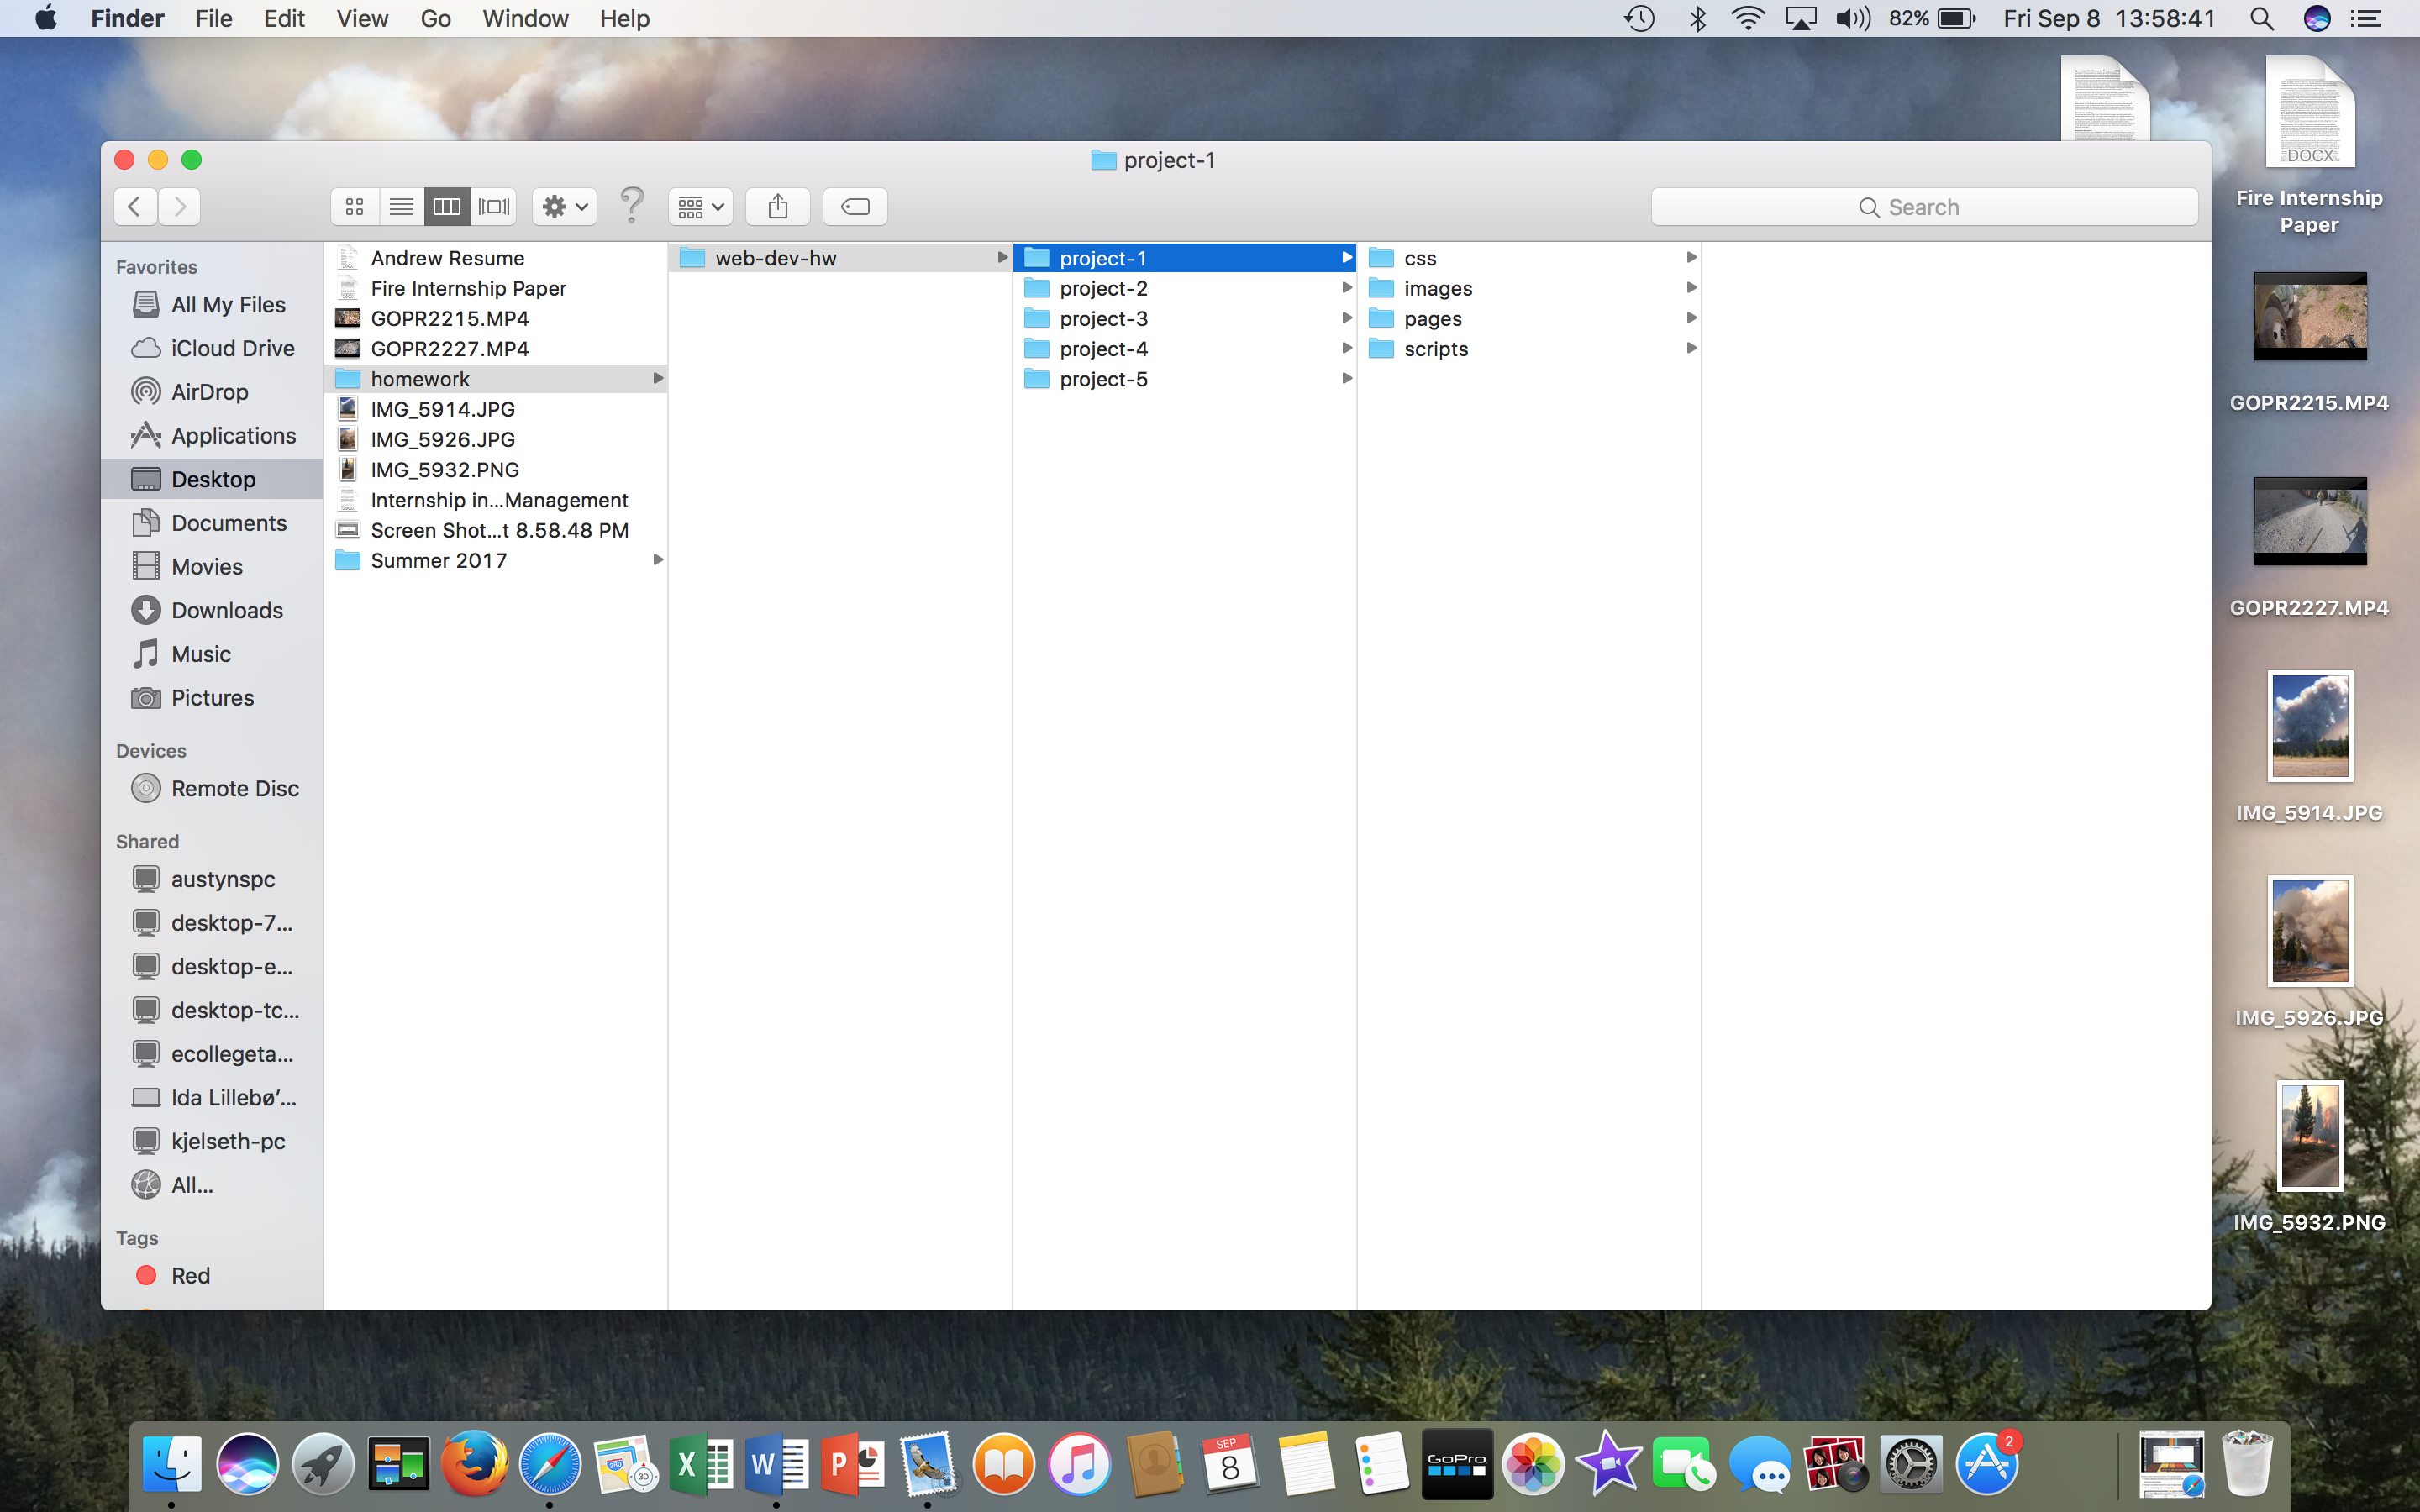 Finder File Edit View Go Window Help 82% Fri Sep 8 13:58:41
project-1
Search
Favorites
All My Files
iCloud Drive
AirDrop
Applications
Desktop
Documents
Movies
Downloads
Music
Pictures
Devices
Remote Disc
Shared
austynspc
desktop-7...
desktop-e...
desktop-tc...
ecollegeta...
Ida Lillebø’...
kjelseth-pc
All...
Tags
Red
Andrew Resume
Fire Internship Paper
GOPR2215.MP4
GOPR2227.MP4
homework
IMG_5914.JPG
IMG_5926.JPG
IMG_5932.PNG
Internship in...Management
Screen Shot...t 8.58.48 PM
Summer 2017
web-dev-hw
project-1
project-2
project-3
project-4
project-5
css
images
pages
scripts
DOCX
Fire Internship
Paper
GOPR2215.MP4
GOPR2227.MP4
IMG_5914.JPG
IMG_5926.JPG
IMG_5932.PNG
280
3D
X
W
P
SEP
8
GoPro
2